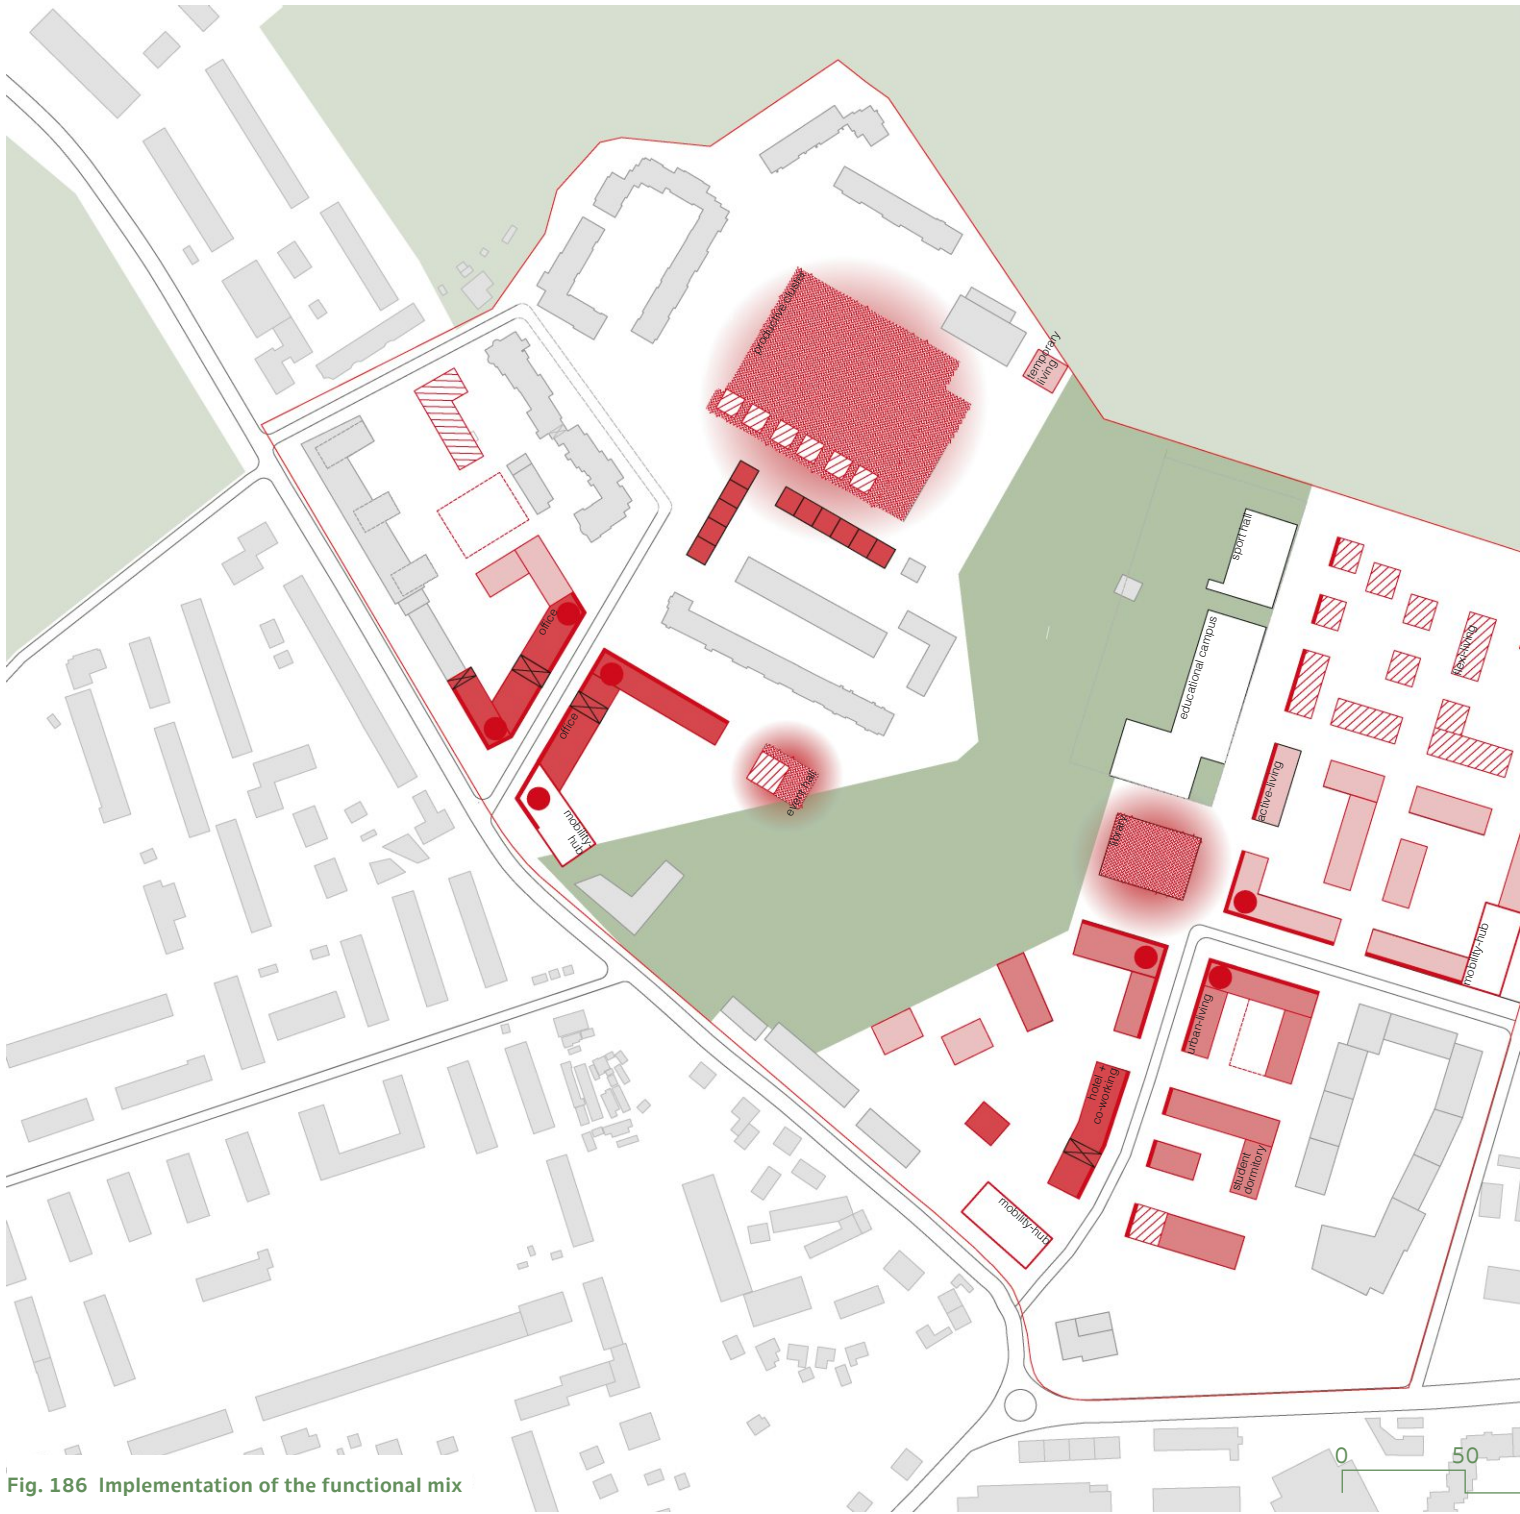 productive cluster
temporary
living
sport hall
office
educational campus
flexi-living
office
event hall
active-living
mobility-
hub
library
mobility-hub
urban-living
hotel +
co-working
student
dormitory
mobility-hub
0 50
Fig. 186 Implementation of the functional mix